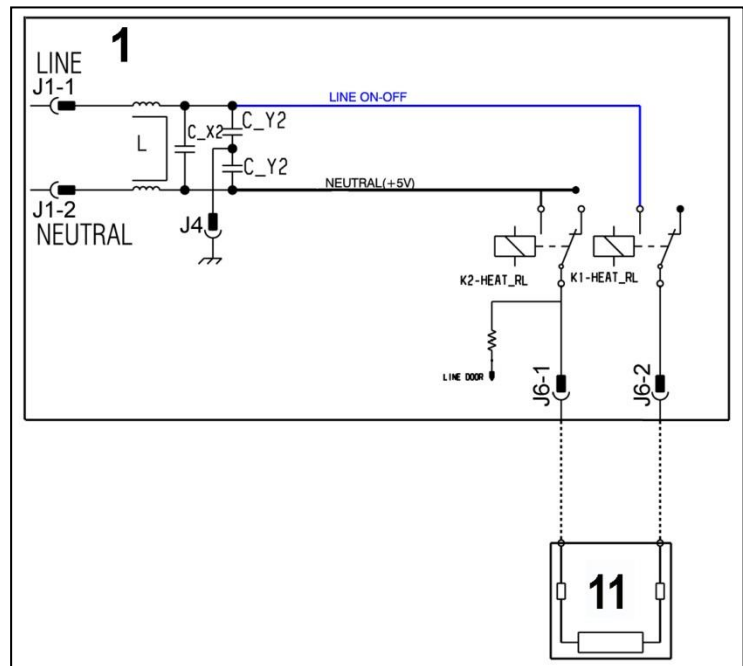 1
LINE
J1-1
LINE ON-OFF
C_Y2
C_X2
L
C_Y2
NEUTRAL(+5V)
J1-2
J4
NEUTRAL
K2-HEAT_RL
K1-HEAT_RL
LINE DOOR
J6-1
J6-2
11